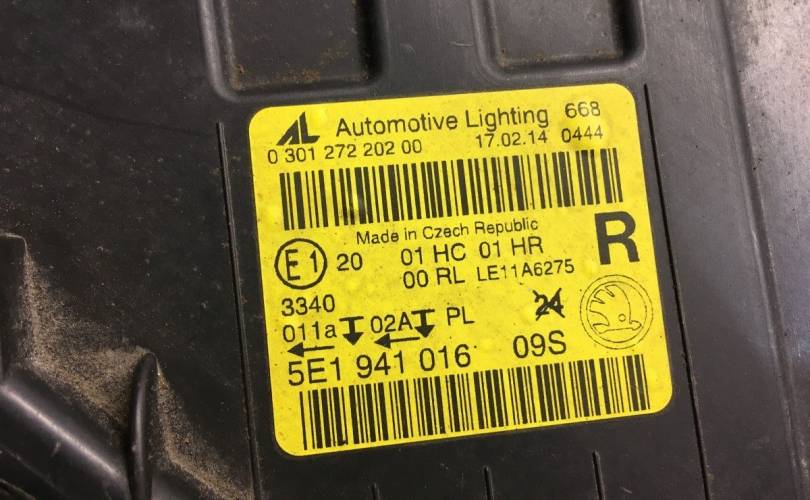 AL Automotive Lighting 668
0 301 272 202 00 17.02.14 0444
Made in Czech Republic
E1 20 01 HC 01 HR R
00 RL LE11A6275
3340
011a 02A PL 24
5E1 941 016 09S